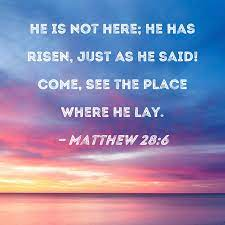 HE IS NOT HERE; HE HAS
RISEN, JUST AS HE SAID!
COME, SEE THE PLACE
WHERE HE LAY.
– MATTHEW 28:6